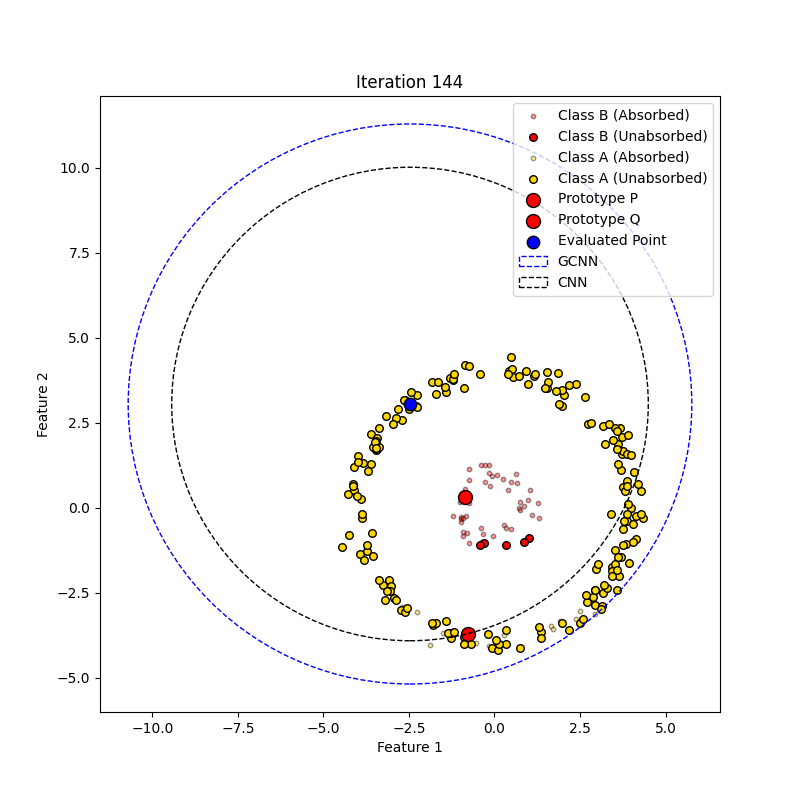 Iteration 144
Class B (Absorbed)
Class B (Unabsorbed)
Class A (Absorbed)
Class A (Unabsorbed)
Prototype P
Prototype Q
Evaluated Point
GCNN
CNN
10.0
7.5
5.0
2.5
0.0
−2.5
−5.0
Feature 2
−10.0 −7.5 −5.0 −2.5 0.0 2.5 5.0
Feature 1